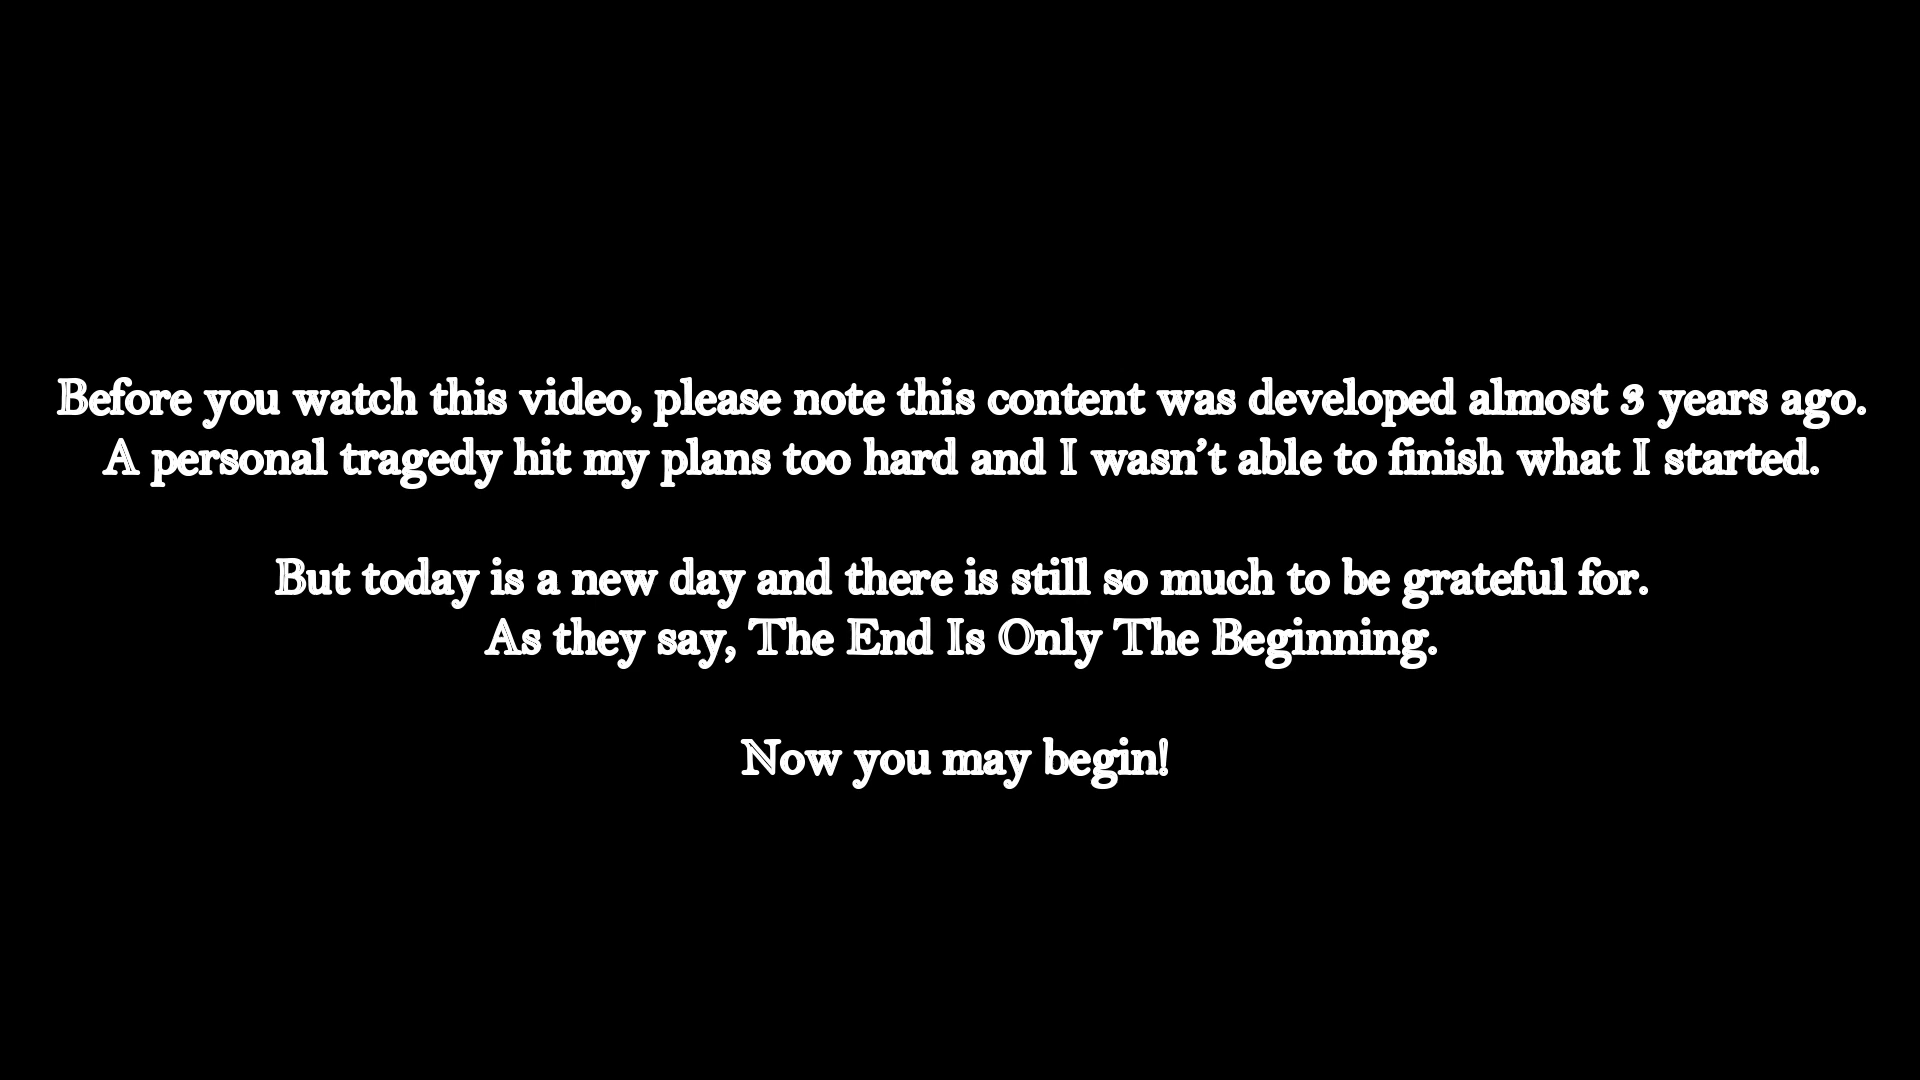 Before you watch this video, please note this content was developed almost 3 years ago.
A personal tragedy hit my plans too hard and I wasn’t able to finish what I started.
But today is a new day and there is still so much to be grateful for.
As they say, The End Is Only The Beginning.
Now you may begin!